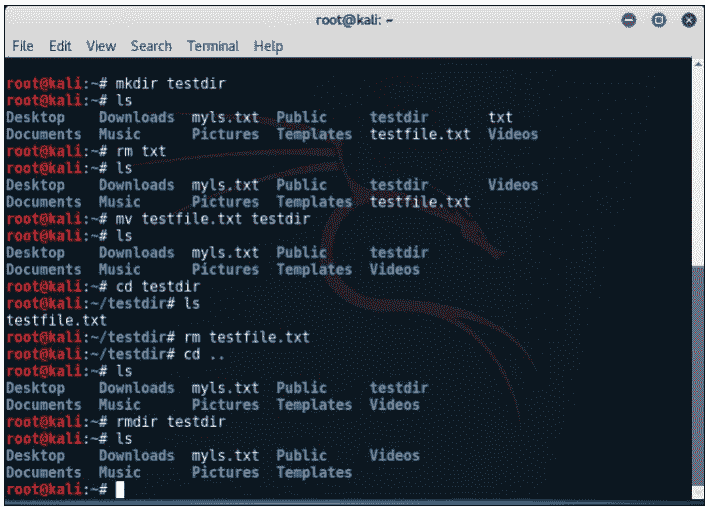 root@kali: ~
File Edit View Search Terminal Help
root@kali:~# mkdir testdir
root@kali:~# ls
Desktop Downloads myls.txt Public testdir txt
Documents Music Pictures Templates testfile.txt Videos
root@kali:~# rm txt
root@kali:~# ls
Desktop Downloads myls.txt Public testdir Videos
Documents Music Pictures Templates testfile.txt
root@kali:~# mv testfile.txt testdir
root@kali:~# ls
Desktop Downloads myls.txt Public testdir
Documents Music Pictures Templates Videos
root@kali:~# cd testdir
root@kali:~/testdir# ls
testfile.txt
root@kali:~/testdir# rm testfile.txt
root@kali:~/testdir# cd ..
root@kali:~# ls
Desktop Downloads myls.txt Public testdir
Documents Music Pictures Templates Videos
root@kali:~# rmdir testdir
root@kali:~# ls
Desktop Downloads myls.txt Public Videos
Documents Music Pictures Templates
root@kali:~#